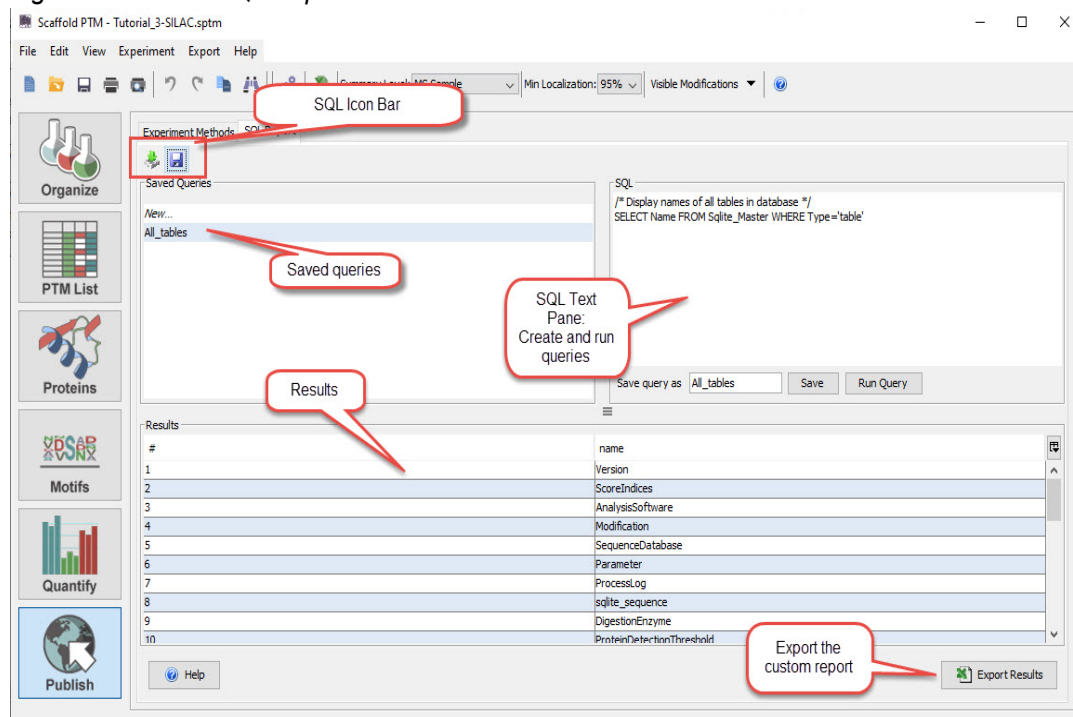 Scaffold PTM - Tutorial_3-SILAC.sptm
File Edit View Experiment Export Help
MS Sample Min Localization: 95% Visible Modifications
SQL Icon Bar
Experiment Methods
Organize
PTM List
Proteins
Motifs
Quantify
Publish
Saved Queries
New...
All_tables
Saved queries
SQL
/* Display names of all tables in database */
SELECT Name FROM Sqlite_Master WHERE Type='table'
SQL Text
Pane:
Create and run
queries
Save query as All_tables Save Run Query
Results
Results
# name
1 Version
2 ScoreIndices
3 AnalysisSoftware
4 Modification
5 SequenceDatabase
6 Parameter
7 ProcessLog
8 sqlite_sequence
9 DigestionEnzyme
10 ProteinDetectionThreshold
Export the
custom report
Help
Export Results